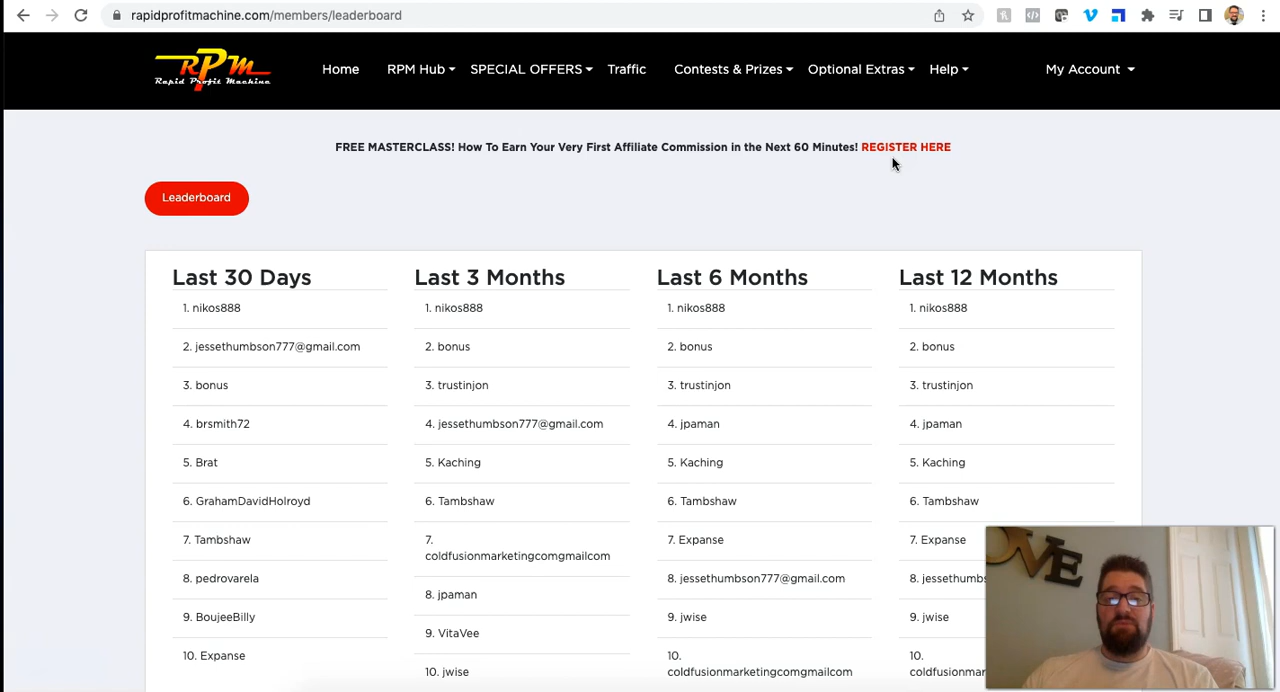 rapidprofitmachine.com/members/leaderboard
RPM
Rapid Profit Machine
Home RPM Hub SPECIAL OFFERS Traffic Contests & Prizes Optional Extras Help My Account
FREE MASTERCLASS! How To Earn Your Very First Affiliate Commission in the Next 60 Minutes! REGISTER HERE
Leaderboard
Last 30 Days
1. nikos888
2. jessethumbson777@gmail.com
3. bonus
4. brsmith72
5. Brat
6. GrahamDavidHolroyd
7. Tambshaw
8. pedrovarela
9. BoujeeBilly
10. Expanse
Last 3 Months
1. nikos888
2. bonus
3. trustinjon
4. jessethumbson777@gmail.com
5. Kaching
6. Tambshaw
7.
coldfusionmarketingcomgmailcom
8. jpaman
9. VitaVee
10. jwise
Last 6 Months
1. nikos888
2. bonus
3. trustinjon
4. jpaman
5. Kaching
6. Tambshaw
7. Expanse
8. jessethumbson777@gmail.com
9. jwise
10.
coldfusionmarketingcomgmailcom
Last 12 Months
1. nikos888
2. bonus
3. trustinjon
4. jpaman
5. Kaching
6. Tambshaw
7. Expanse
8. jessethumbs
9. jwise
10.
coldfusionmar
OVE